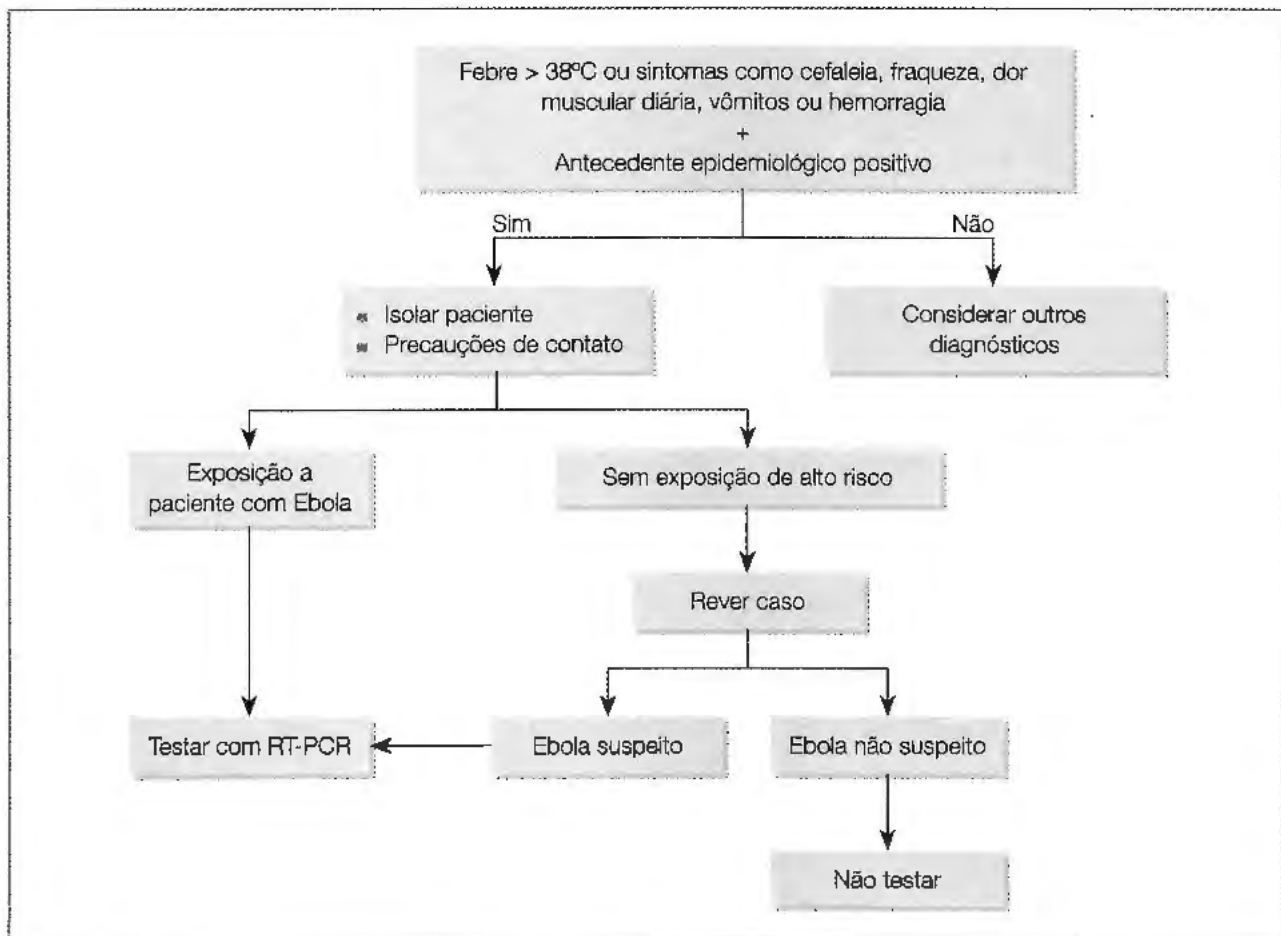 Febre > 38ºC ou sintomas como cefaleia, fraqueza, dor
muscular diária, vômitos ou hemorragia
+
Antecedente epidemiológico positivo
Sim
Não
Isolar paciente
Precauções de contato
Considerar outros
diagnósticos
Exposição a
paciente com Ebola
Sem exposição de alto risco
Rever caso
Testar com RT-PCR
Ebola suspeito
Ebola não suspeito
Não testar